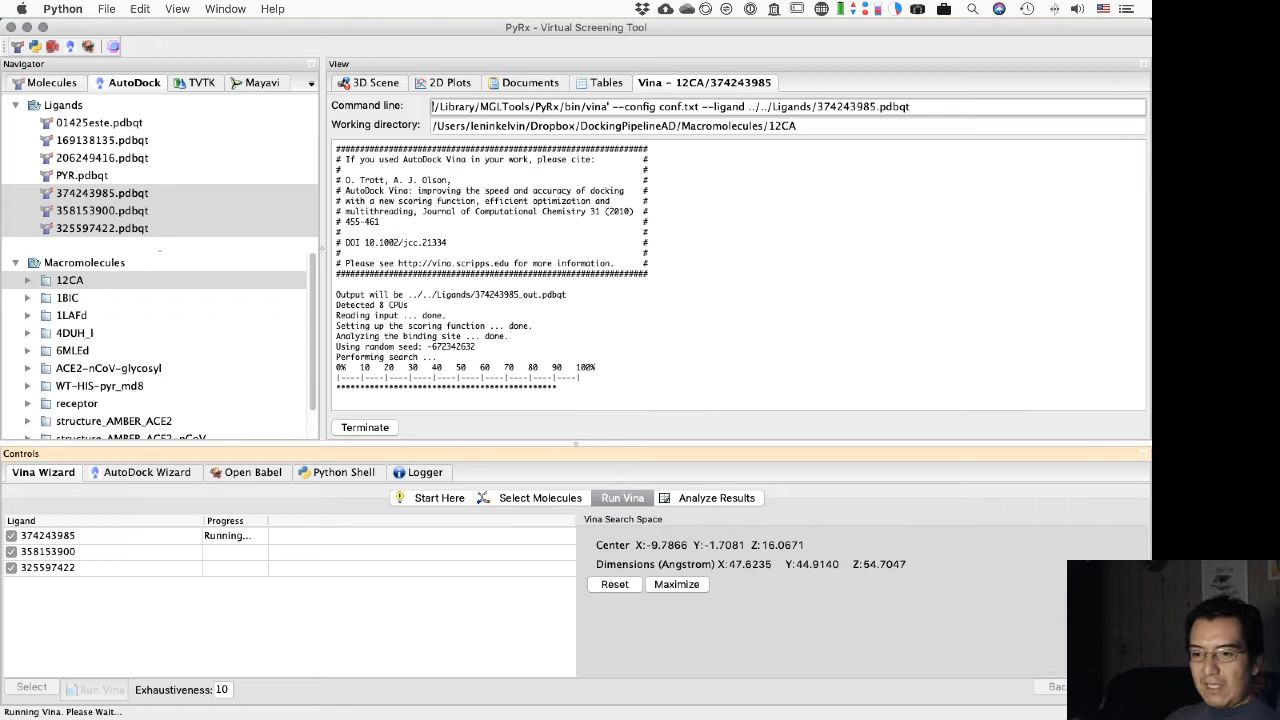 Python File Edit View Window Help
PyRx - Virtual Screening Tool
Navigator
Molecules AutoDock TVTK Mayavi
Ligands
01425este.pdbqt
169138135.pdbqt
206249416.pdbqt
PYR.pdbqt
374243985.pdbqt
358153900.pdbqt
325597422.pdbqt
Macromolecules
12CA
1BIC
1LAFd
4DUH_l
6MLEd
ACE2-nCoV-glycosyl
WT-HIS-pyr_md8
receptor
structure_AMBER_ACE2
structure_AMBER_ACE2-nCoV
View
3D Scene 2D Plots Documents Tables Vina - 12CA/374243985
Command line: '/Library/MGLTools/PyRx/bin/vina' --config conf.txt --ligand ../../Ligands/374243985.pdbqt
Working directory: /Users/leninkelvin/Dropbox/DockingPipelineAD/Macromolecules/12CA
#################################################################
# If you used AutoDock Vina in your work, please cite: #
# #
# O. Trott, A. J. Olson, #
# AutoDock Vina: improving the speed and accuracy of docking #
# with a new scoring function, efficient optimization and #
# multithreading, Journal of Computational Chemistry 31 (2010) #
# 455-461 #
# #
# DOI 10.1002/jcc.21334 #
# #
# Please see http://vina.scripps.edu for more information. #
#################################################################
Output will be ../../Ligands/374243985_out.pdbqt
Detected 8 CPUs
Reading input ... done.
Setting up the scoring function ... done.
Analyzing the binding site ... done.
Using random seed: -672342632
Performing search ...
0% 10 20 30 40 50 60 70 80 90 100%
|----|----|----|----|----|----|----|----|----|----|
**********************************************
Terminate
Controls
Vina Wizard AutoDock Wizard Open Babel Python Shell Logger
Start Here Select Molecules Run Vina Analyze Results
Ligand Progress
374243985 Running...
358153900
325597422
Vina Search Space
Center X:-9.7866 Y:-1.7081 Z:16.0671
Dimensions (Angstrom) X:47.6235 Y:44.9140 Z:54.7047
Reset Maximize
Select Run Vina Exhaustiveness: 10
Running Vina. Please Wait...